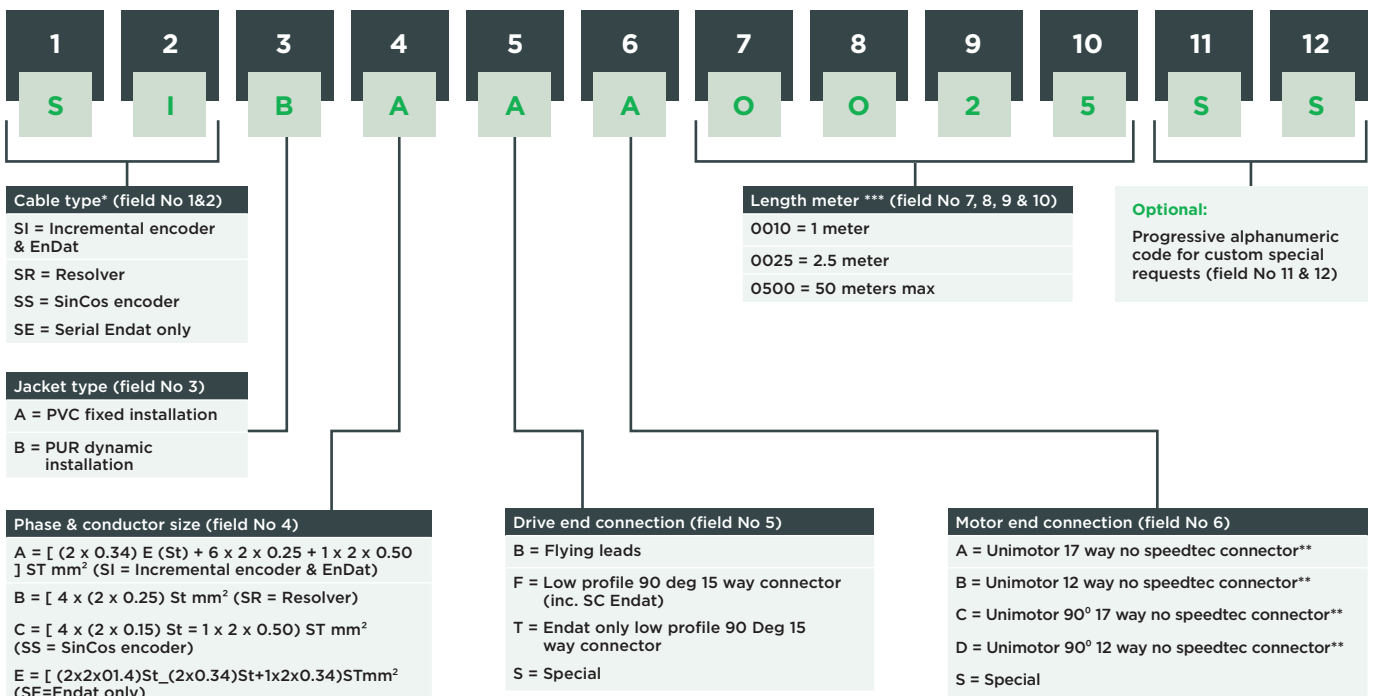 1 2 3 4 5 6 7 8 9 10 11 12
S I B A A A O O 2 5 S S
Cable type* (field No 1&2)
SI = Incremental encoder
& EnDat
SR = Resolver
SS = SinCos encoder
SE = Serial Endat only
Length meter *** (field No 7, 8, 9 & 10)
0010 = 1 meter
0025 = 2.5 meter
0500 = 50 meters max
Optional:
Progressive alphanumeric
code for custom special
requests (field No 11 & 12)
Jacket type (field No 3)
A = PVC fixed installation
B = PUR dynamic
installation
Phase & conductor size (field No 4)
A = [ (2 x 0.34) E (St) + 6 x 2 x 0.25 + 1 x 2 x 0.50
] ST mm² (SI = Incremental encoder & EnDat)
B = [ 4 x (2 x 0.25) St mm² (SR = Resolver)
C = [ 4 x (2 x 0.15) St = 1 x 2 x 0.50) ST mm²
(SS = SinCos encoder)
E = [ (2x2x01.4)St_(2x0.34)St+1x2x0.34)STmm²
(SE=Endat only)
Drive end connection (field No 5)
B = Flying leads
F = Low profile 90 deg 15 way connector
(inc. SC Endat)
T = Endat only low profile 90 Deg 15
way connector
S = Special
Motor end connection (field No 6)
A = Unimotor 17 way no speedtec connector**
B = Unimotor 12 way no speedtec connector**
C = Unimotor 90⁰ 17 way no speedtec connector**
D = Unimotor 90⁰ 12 way no speedtec connector**
S = Special